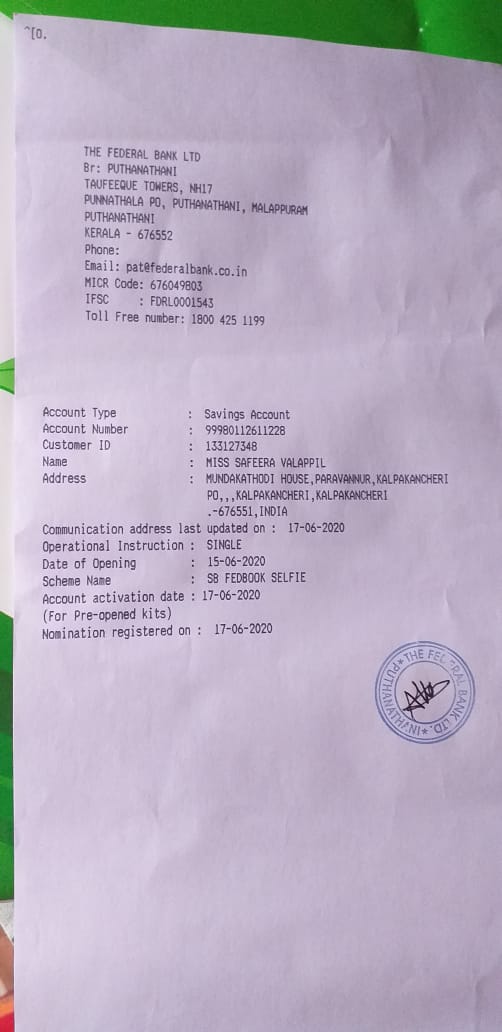 ^[0.
THE FEDERAL BANK LTD
Br: PUTHANATHANI
TAUFEEQUE TOWERS, NH17
PUNNATHALA PO, PUTHANATHANI, MALAPPURAM
PUTHANATHANI
KERALA - 676552
Phone:
Email: pat@federalbank.co.in
MICR Code: 676049803
IFSC : FDRL0001543
Toll Free number: 1800 425 1199
Account Type : Savings Account
Account Number : 99980112611228
Customer ID : 133127348
Name : MISS SAFEERA VALAPPIL
Address : MUNDAKATHODI HOUSE,PARAVANNUR,KALPAKANCHERI
PO,,,KALPAKANCHERI,KALPAKANCHERI
.-676551,INDIA
Communication address last updated on : 17-06-2020
Operational Instruction : SINGLE
Date of Opening : 15-06-2020
Scheme Name : SB FEDBOOK SELFIE
Account activation date : 17-06-2020
(For Pre-opened kits)
Nomination registered on : 17-06-2020
THE FEDERAL BANK LTD.
PUTHANATHANI